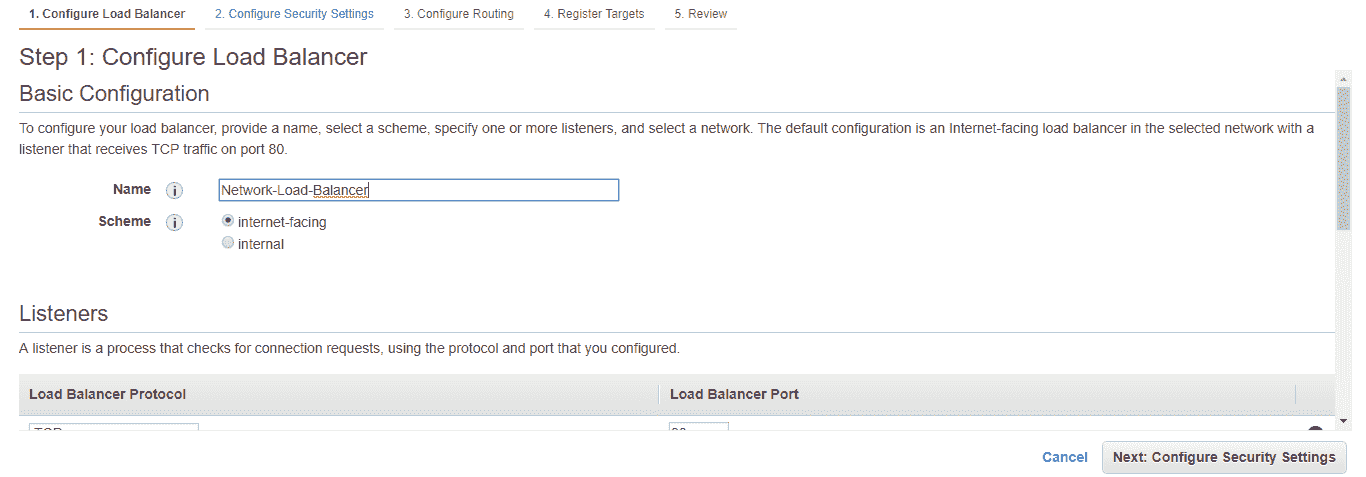 1. Configure Load Balancer 2. Configure Security Settings 3. Configure Routing 4. Register Targets 5. Review
Step 1: Configure Load Balancer
Basic Configuration
To configure your load balancer, provide a name, select a scheme, specify one or more listeners, and select a network. The default configuration is an Internet-facing load balancer in the selected network with a
listener that receives TCP traffic on port 80.
Name i Network-Load-Balancer
Scheme i internet-facing
internal
Listeners
A listener is a process that checks for connection requests, using the protocol and port that you configured.
Load Balancer Protocol Load Balancer Port
Cancel Next: Configure Security Settings